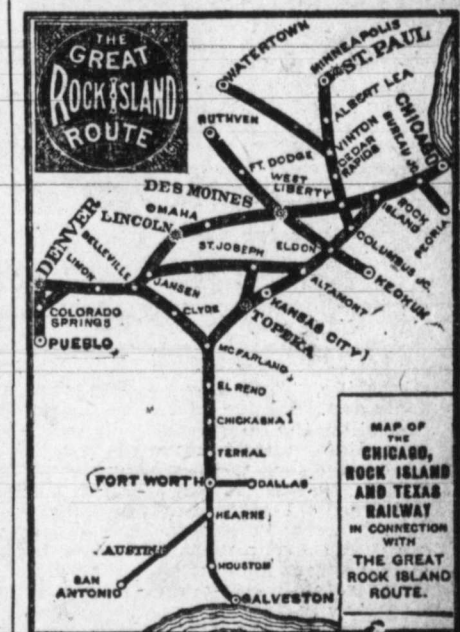 THE
GREAT
ROCK ISLAND
ROUTE
WATERTOWN
MINNEAPOLIS
ST. PAUL
ALBERT LEA
RUTHVEN
VINTON
CEDAR
RAPIDS
CHICAGO
BUREAU JC.
FT. DODGE
WEST
LIBERTY
DES MOINES
OMAHA
LINCOLN
ROCK
ISLAND
PEORIA
DENVER
BELLEVILLE
ST. JOSEPH
ELDON
COLUMBUS JC.
KEOKUK
LIMON
JANSEN
ALTAMONT
COLORADO
SPRINGS
CLYDE
KANSAS CITY
TOPEKA
PUEBLO
MCFARLAND
EL RENO
CHICKASHA
TERRAL
FORT WORTH
DALLAS
HEARNE
AUSTIN
HOUSTON
SAN
ANTONIO
GALVESTON
MAP OF
THE
CHICAGO,
ROCK ISLAND
AND TEXAS
RAILWAY
IN CONNECTION
WITH
THE GREAT
ROCK ISLAND
ROUTE.